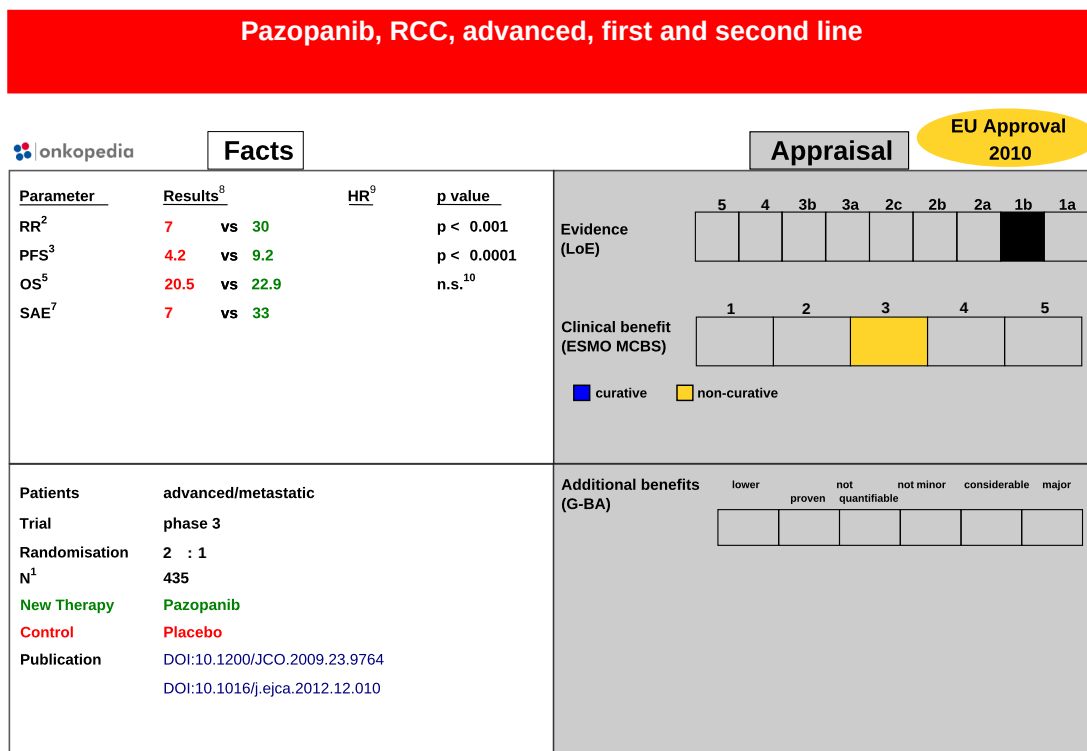 Pazopanib, RCC, advanced, first and second line
onkopedia
Facts
Appraisal
EU Approval
2010
Parameter Results8 HR9 p value
RR2 7 vs 30 p < 0.001
PFS3 4.2 vs 9.2 p < 0.0001
OS5 20.5 vs 22.9 n.s.10
SAE7 7 vs 33
5 4 3b 3a 2c 2b 2a 1b 1a
Evidence
(LoE)
1 2 3 4 5
Clinical benefit
(ESMO MCBS)
curative non-curative
Patients advanced/metastatic
Trial phase 3
Randomisation 2 : 1
N1 435
New Therapy Pazopanib
Control Placebo
Publication DOI:10.1200/JCO.2009.23.9764
DOI:10.1016/j.ejca.2012.12.010
Additional benefits
(G-BA)
lower not not minor considerable major
proven quantifiable